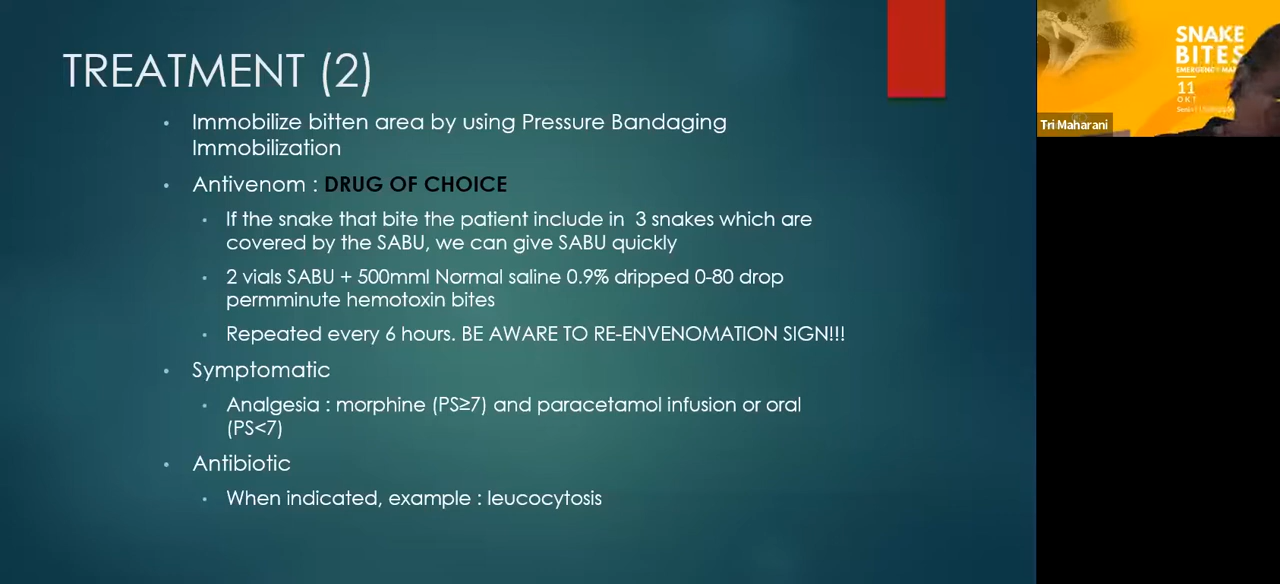 TREATMENT (2)
• Immobilize bitten area by using Pressure Bandaging
Immobilization
• Antivenom : DRUG OF CHOICE
• If the snake that bite the patient include in 3 snakes which are
covered by the SABU, we can give SABU quickly
• 2 vials SABU + 500mml Normal saline 0.9% dripped 0-80 drop
permminute hemotoxin bites
• Repeated every 6 hours. BE AWARE TO RE-ENVENOMATION SIGN!!!
• Symptomatic
• Analgesia : morphine (PS≥7) and paracetamol infusion or oral
(PS<7)
• Antibiotic
• When indicated, example : leucocytosis
SNAKE
BITES
EMERGENCY
11
OKT
Tri Maharani